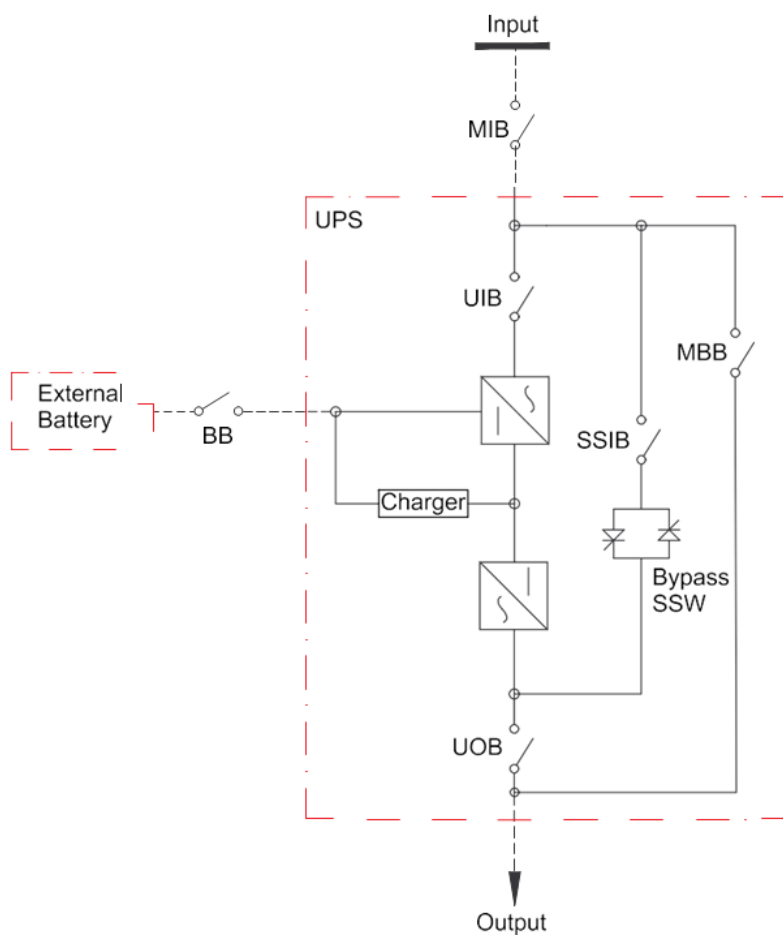 Input
MIB
UPS
UIB
MBB
External
Battery
BB
SSIB
Charger
Bypass
SSW
UOB
Output